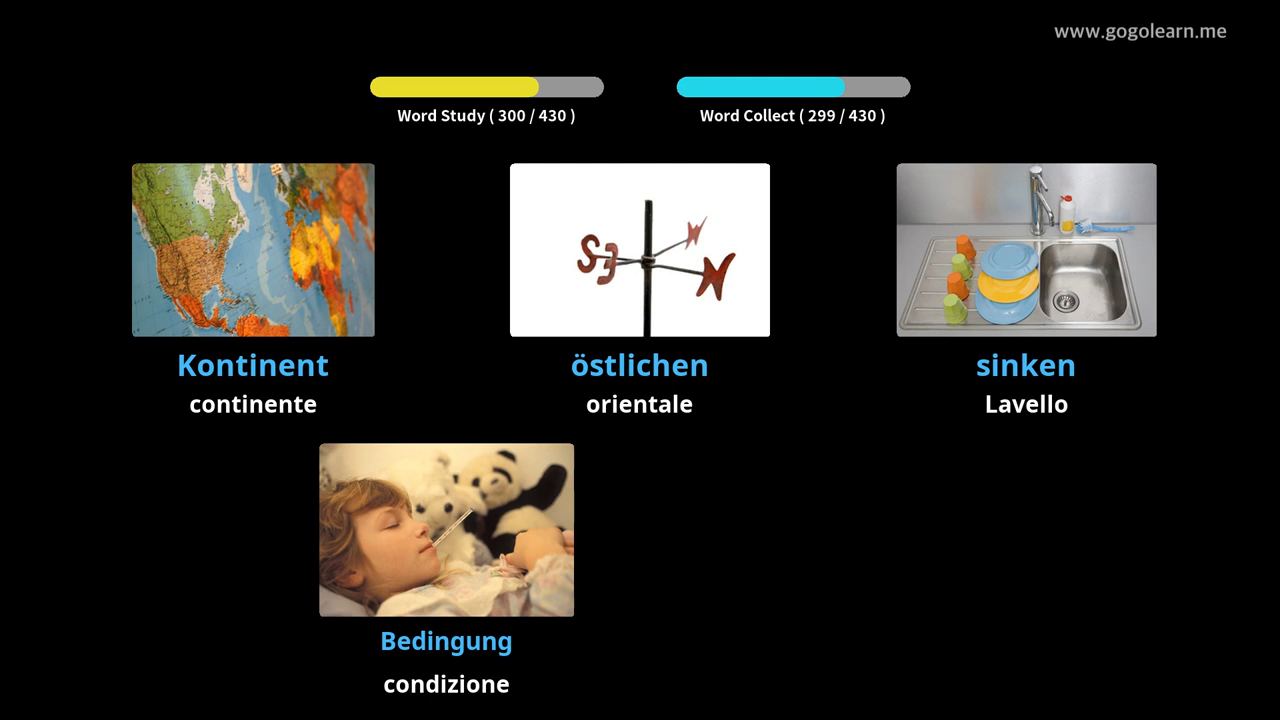 www.gogolearn.me
Word Study ( 300 / 430 )
Word Collect ( 299 / 430 )
S E N W
Kontinent
continente
östlichen
orientale
sinken
Lavello
Bedingung
condizione